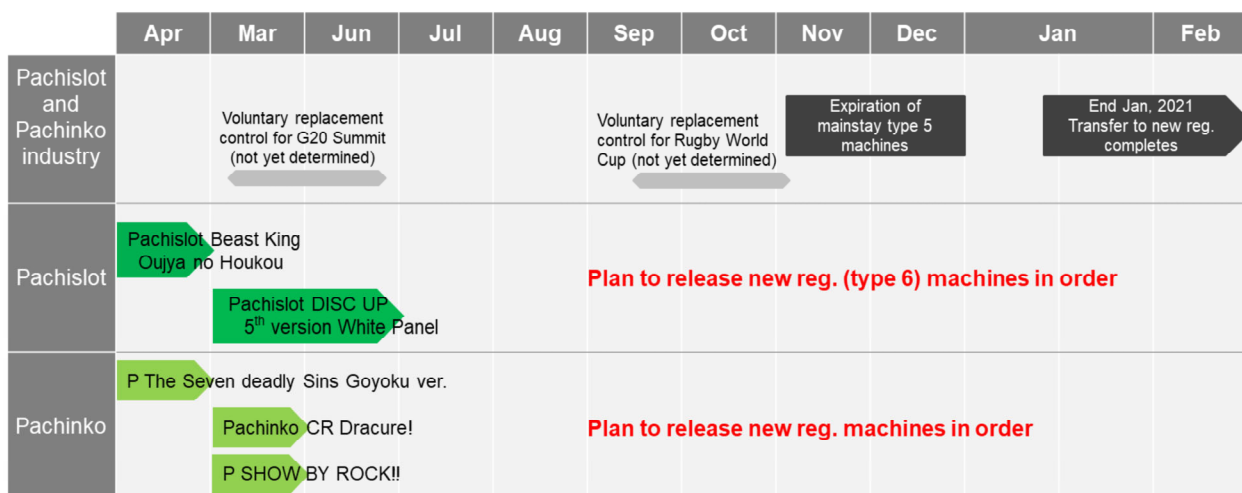 Apr Mar Jun Jul Aug Sep Oct Nov Dec Jan Feb
Pachislot
and
Pachinko
industry
Voluntary replacement
control for G20 Summit
(not yet determined)
Voluntary replacement
control for Rugby World
Cup (not yet determined)
Expiration of
mainstay type 5
machines
End Jan, 2021
Transfer to new reg.
completes
Pachislot
Pachislot Beast King
Oujya no Houkou
Pachislot DISC UP
5th version White Panel
Plan to release new reg. (type 6) machines in order
Pachinko
P The Seven deadly Sins Goyoku ver.
Pachinko CR Dracure!
P SHOW BY ROCK!!
Plan to release new reg. machines in order